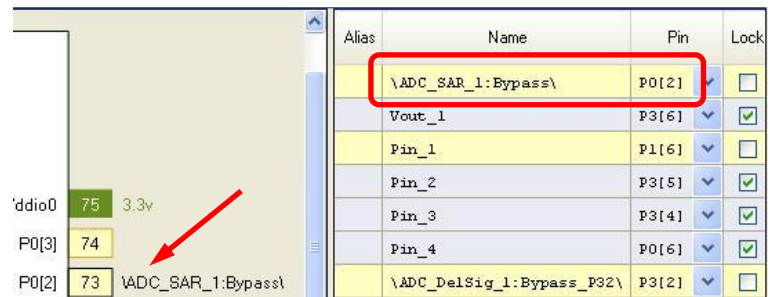 Alias Name Pin Lock
\ADC_SAR_1:Bypass\ P0[2]
Vout_1 P3[6]
Pin_1 P1[6]
Pin_2 P3[5]
Pin_3 P3[4]
Pin_4 P0[6]
\ADC_DelSig_1:Bypass_P32\ P3[2]
ddio0 75 3.3v
P0[3] 74
P0[2] 73 \ADC_SAR_1:Bypass\